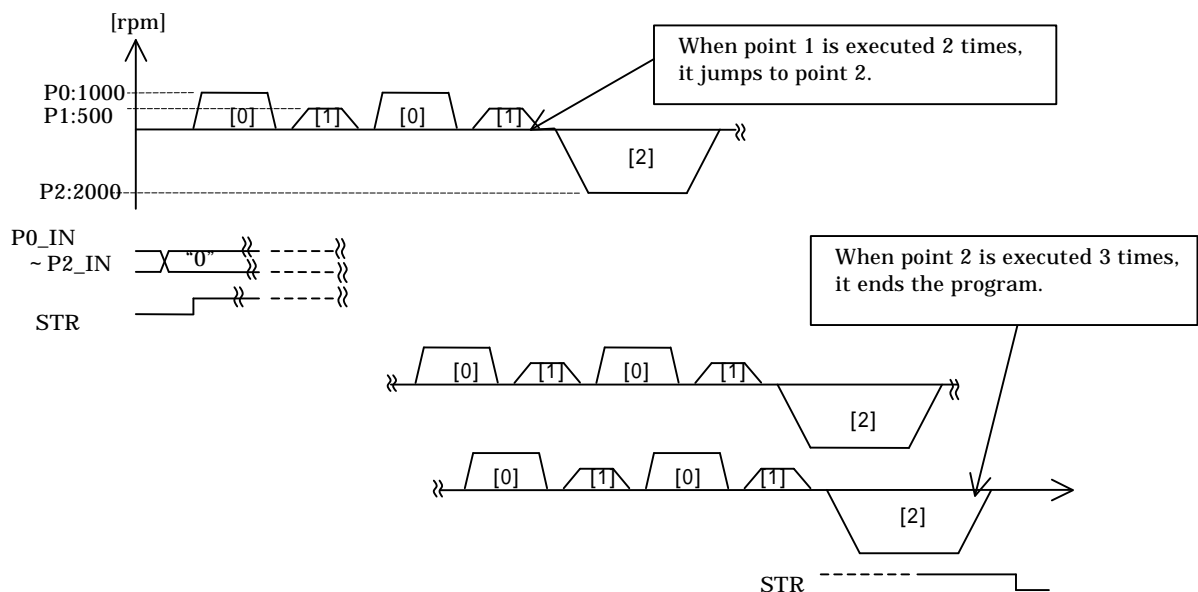 [rpm]
When point 1 is executed 2 times,
it jumps to point 2.
P0:1000
P1:500
[0] [1] [0] [1]
[2]
P2:2000
P0_IN
~ P2_IN
"0"
STR
When point 2 is executed 3 times,
it ends the program.
[0] [1] [0] [1]
[2]
[0] [1] [0] [1]
[2]
STR